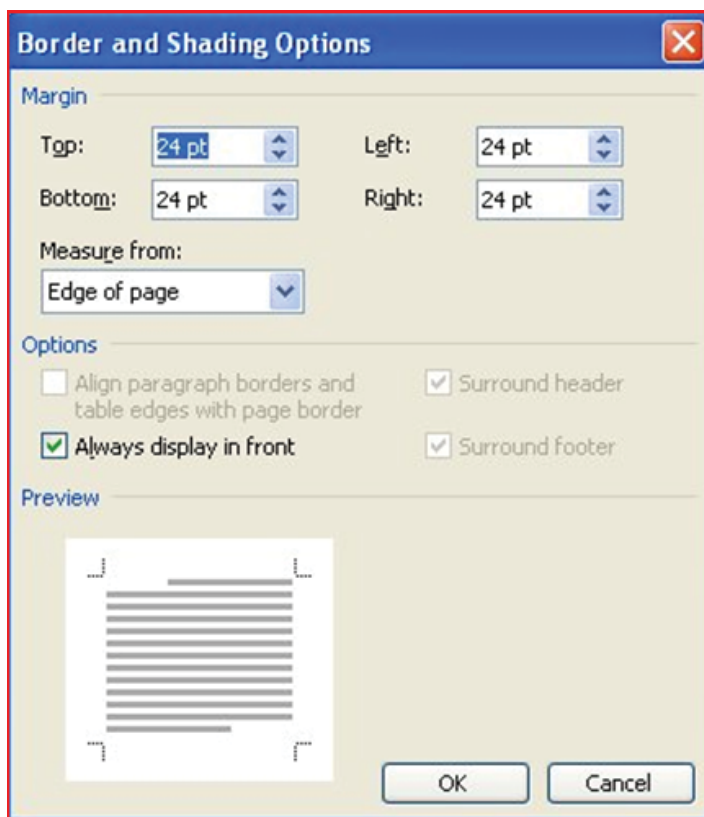 Border and Shading Options
Margin
Top: 24 pt Left: 24 pt
Bottom: 24 pt Right: 24 pt
Measure from:
Edge of page
Options
Align paragraph borders and
table edges with page border
Surround header
Always display in front
Surround footer
Preview
OK Cancel